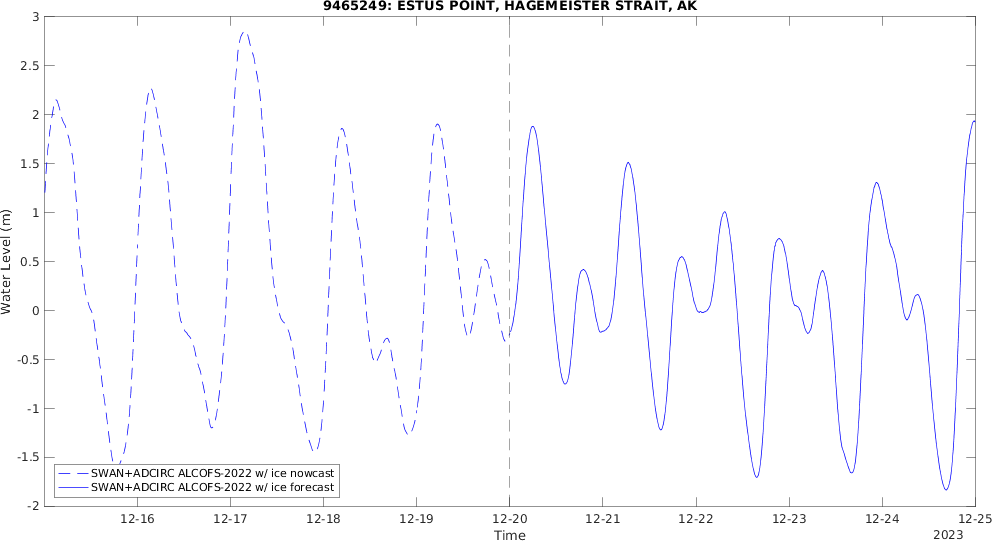 9465249: ESTUS POINT, HAGEMEISTER STRAIT, AK
3
2.5
2
1.5
1
0.5
0
-0.5
-1
-1.5
-2
Water Level (m)
SWAN+ADCIRC ALCOFS-2022 w/ ice nowcast
SWAN+ADCIRC ALCOFS-2022 w/ ice forecast
12-16 12-17 12-18 12-19 12-20 12-21 12-22 12-23 12-24 12-25
Time
2023